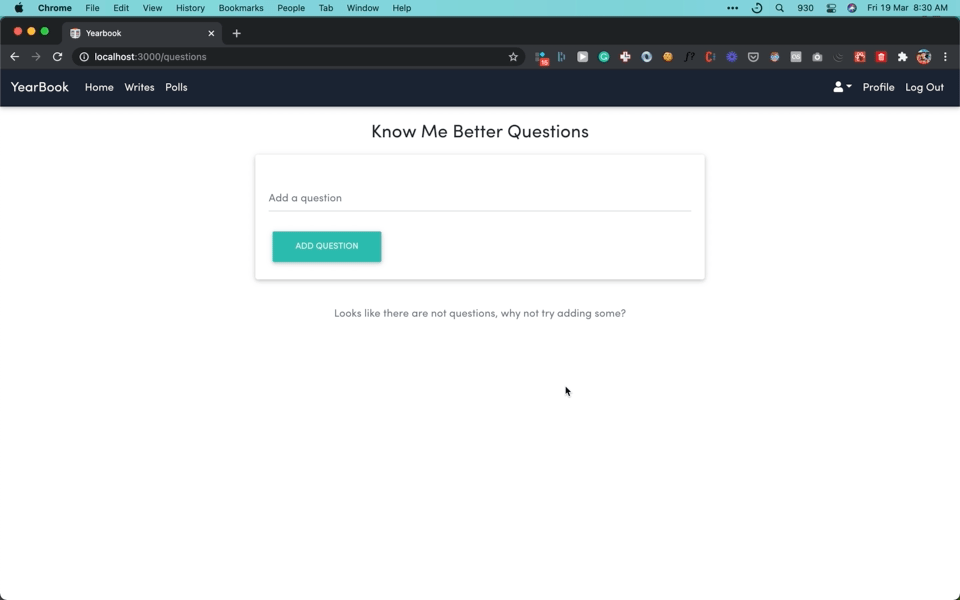 Chrome File Edit View History Bookmarks People Tab Window Help 930 Fri 19 Mar 8:30 AM
Yearbook
localhost:3000/questions
YearBook Home Writes Polls Profile Log Out
Know Me Better Questions
Add a question
ADD QUESTION
Looks like there are not questions, why not try adding some?